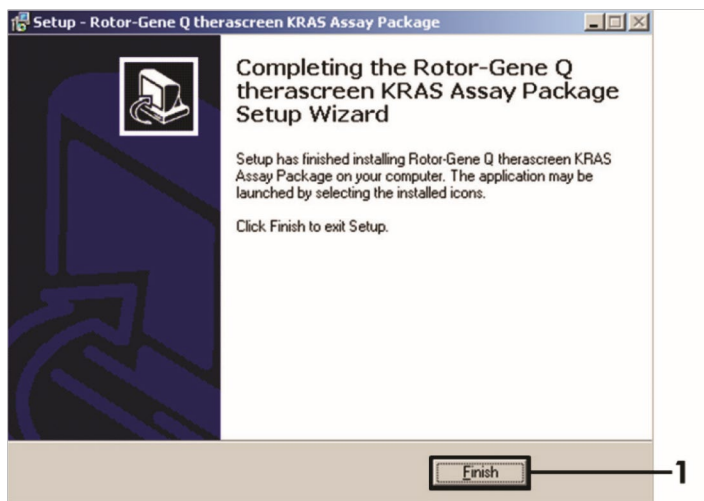 Setup - Rotor-Gene Q therascreen KRAS Assay Package
Completing the Rotor-Gene Q
therascreen KRAS Assay Package
Setup Wizard
Setup has finished installing Rotor-Gene Q therascreen KRAS
Assay Package on your computer. The application may be
launched by selecting the installed icons.
Click Finish to exit Setup.
Finish
1